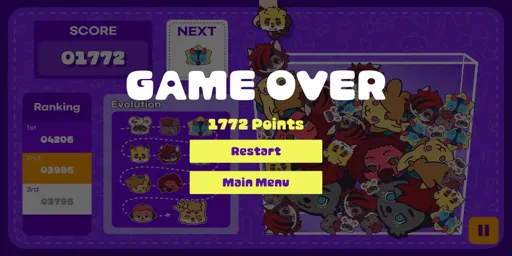 SCORE
01772
NEXT
GAME OVER
1772 Points
Restart
Main Menu
Ranking
1st
04206
2nd
03995
3rd
03795
Evolution